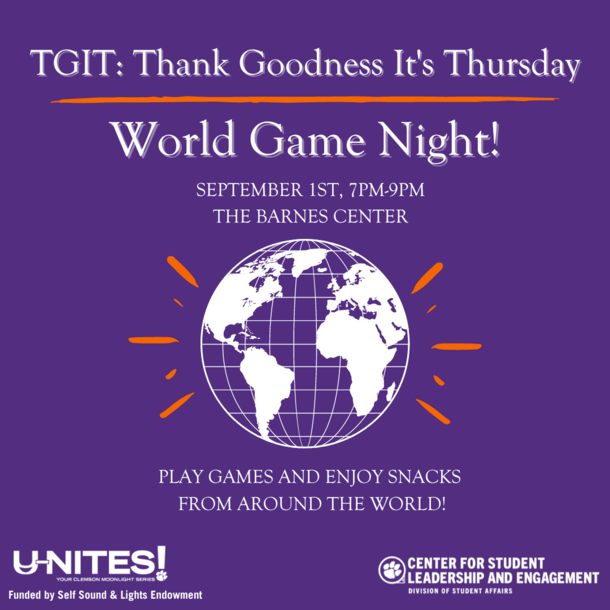 TGIT: Thank Goodness It's Thursday
World Game Night!
SEPTEMBER 1ST, 7PM-9PM
THE BARNES CENTER
PLAY GAMES AND ENJOY SNACKS
FROM AROUND THE WORLD!
U-NITES!
YOUR CLEMSON MOONLIGHT SERIES
Funded by Self Sound & Lights Endowment
CENTER FOR STUDENT
LEADERSHIP AND ENGAGEMENT
DIVISION OF STUDENT AFFAIRS